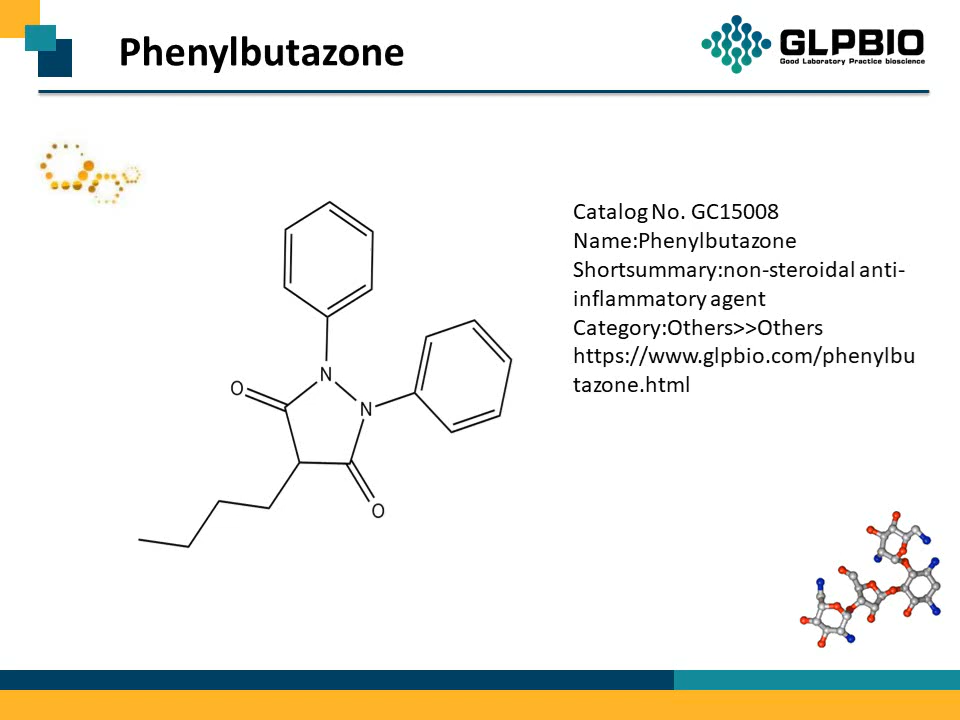 Phenylbutazone
GLPBIO
Good Laboratory Practice bioscience
Catalog No. GC15008
Name:Phenylbutazone
Shortsummary:non-steroidal anti-
inflammatory agent
Category:Others>>Others
https://www.glpbio.com/phenylbu
tazone.html
N
O
N
O